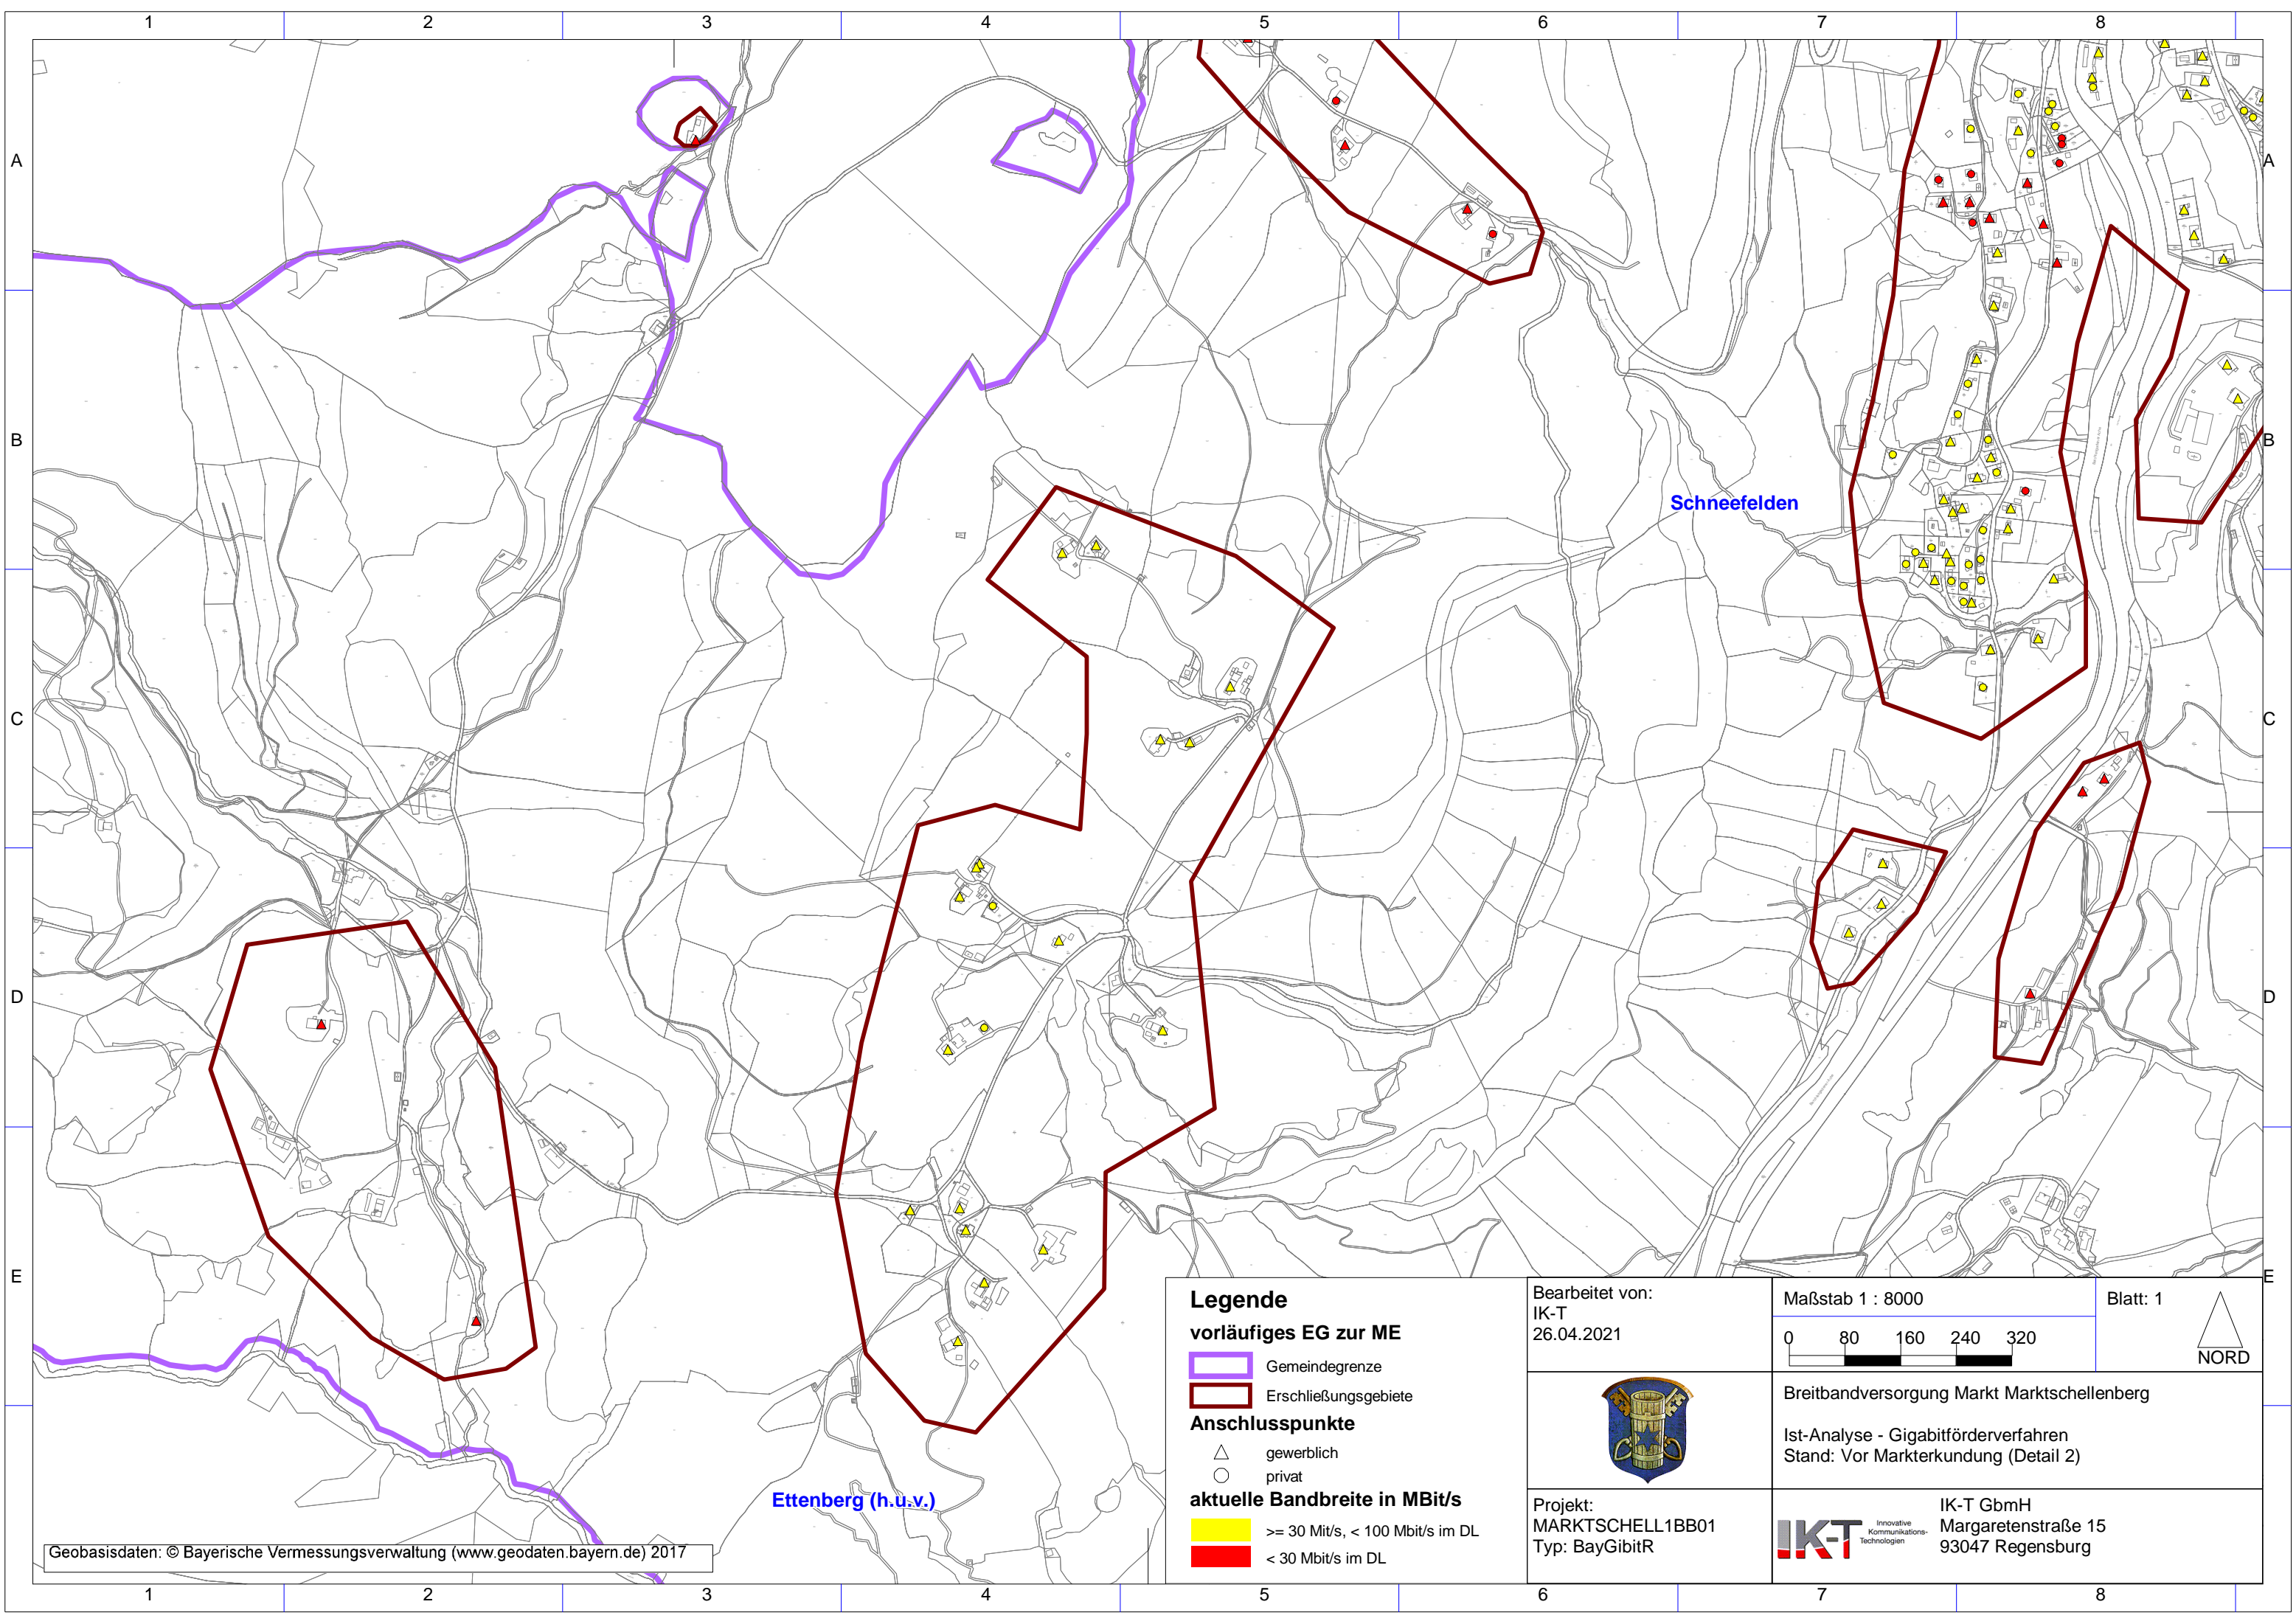 1 2 3 4 5 6 7 8
A A
B B
Schneefelden
C C
D D
E E
Legende
vorläufiges EG zur ME
Gemeindegrenze
Erschließungsgebiete
Anschlusspunkte
gewerblich
privat
aktuelle Bandbreite in MBit/s
>= 30 Mit/s, < 100 Mbit/s im DL
< 30 Mbit/s im DL
Bearbeitet von:
IK-T
26.04.2021
Maßstab 1 : 8000
0 80 160 240 320
Blatt: 1
NORD
Breitbandversorgung Markt Marktschellenberg
Ist-Analyse - Gigabitförderverfahren
Stand: Vor Markterkundung (Detail 2)
Projekt:
MARKTSCHELL1BB01
Typ: BayGibitR
IK-T
Innovative
Kommunikations-
Technologien
IK-T GbmH
Margaretenstraße 15
93047 Regensburg
Ettenberg (h.u.v.)
Geobasisdaten: © Bayerische Vermessungsverwaltung (www.geodaten.bayern.de) 2017
1 2 3 4 5 6 7 8